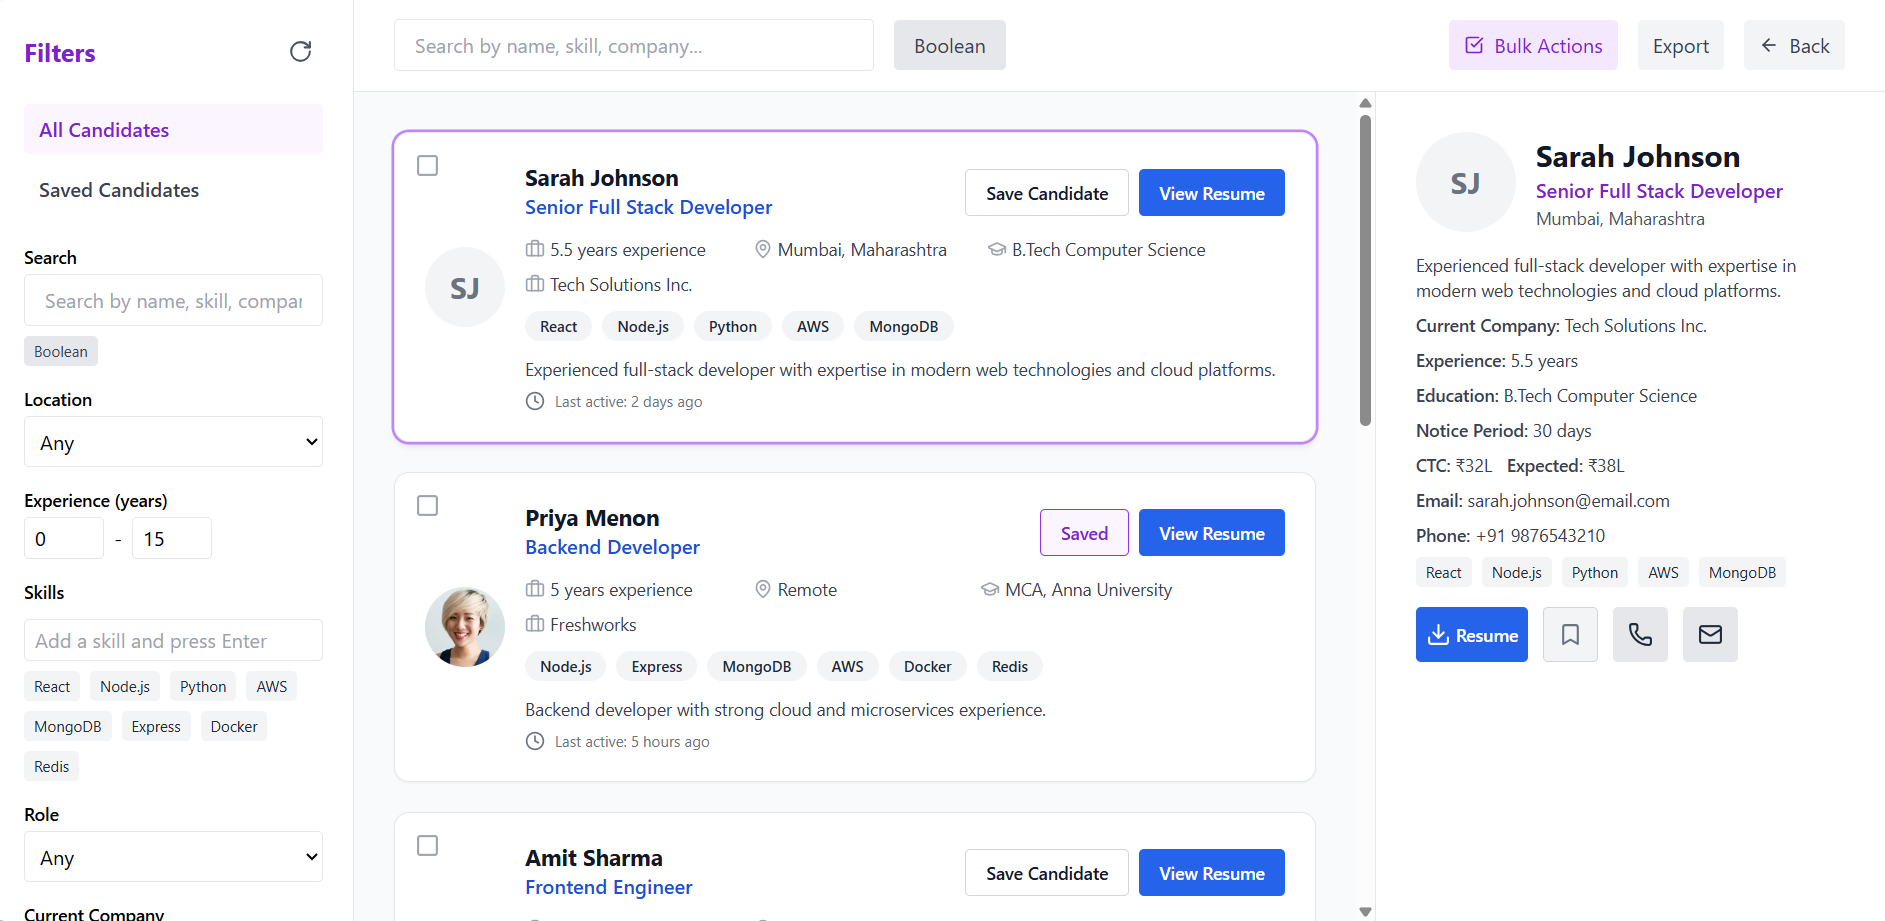 Filters
All Candidates
Saved Candidates
Search
Search by name, skill, compar
Boolean
Location
Any
Experience (years)
0 - 15
Skills
Add a skill and press Enter
React Node.js Python AWS
MongoDB Express Docker
Redis
Role
Any
Current Company
Search by name, skill, company...
Boolean
Bulk Actions
Export
Back
Sarah Johnson
Senior Full Stack Developer
Save Candidate
View Resume
SJ
5.5 years experience
Mumbai, Maharashtra
B.Tech Computer Science
Tech Solutions Inc.
React Node.js Python AWS MongoDB
Experienced full-stack developer with expertise in modern web technologies and cloud platforms.
Last active: 2 days ago
Priya Menon
Backend Developer
Saved
View Resume
5 years experience
Remote
MCA, Anna University
Freshworks
Node.js Express MongoDB AWS Docker Redis
Backend developer with strong cloud and microservices experience.
Last active: 5 hours ago
Amit Sharma
Frontend Engineer
Save Candidate
View Resume
SJ
Sarah Johnson
Senior Full Stack Developer
Mumbai, Maharashtra
Experienced full-stack developer with expertise in
modern web technologies and cloud platforms.
Current Company: Tech Solutions Inc.
Experience: 5.5 years
Education: B.Tech Computer Science
Notice Period: 30 days
CTC: ₹32L Expected: ₹38L
Email: sarah.johnson@email.com
Phone: +91 9876543210
React Node.js Python AWS MongoDB
Resume